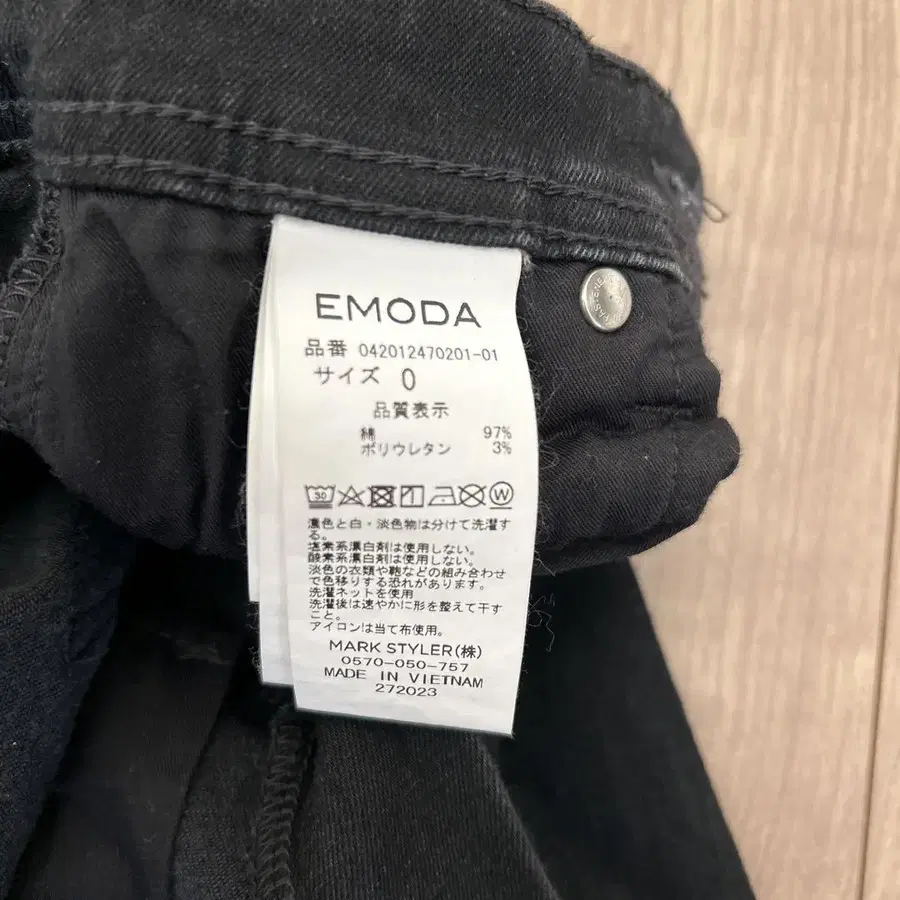 EMODA
品番 042012470201-01
サイズ 0
品質表示
綿 97%
ポリウレタン 3%
30
W
濃色と白・淡色物は分けて洗濯す
る。
塩素系漂白剤は使用しない。
酸素系漂白剤は使用しない。
淡色の衣類や鞄などの組み合わせ
で色移りする恐れがあります。
洗濯ネットを使用
洗濯後は速やかに形を整えて干す
こと。
アイロンは当て布使用。
MARK STYLER(株)
0570-050-757
MADE IN VIETNAM
272023